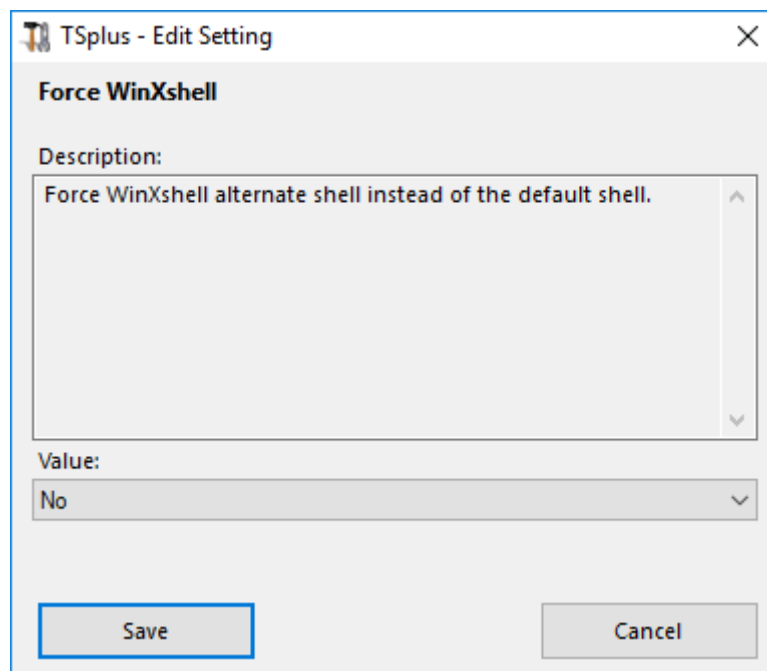 TSplus - Edit Setting
Force WinXshell
Description:
Force WinXshell alternate shell instead of the default shell.
Value:
No
Save
Cancel